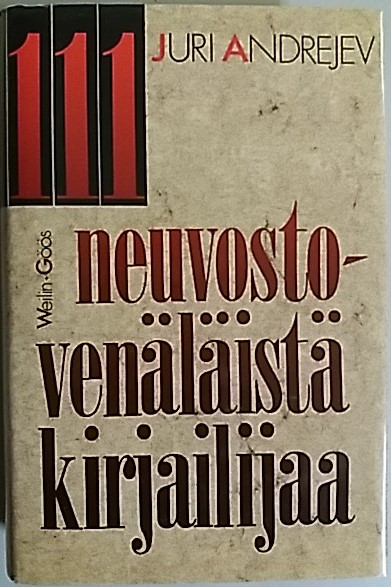 111
JURI ANDREJEV
Weilin+Göös
neuvosto-
venäläistä
kirjailijaa